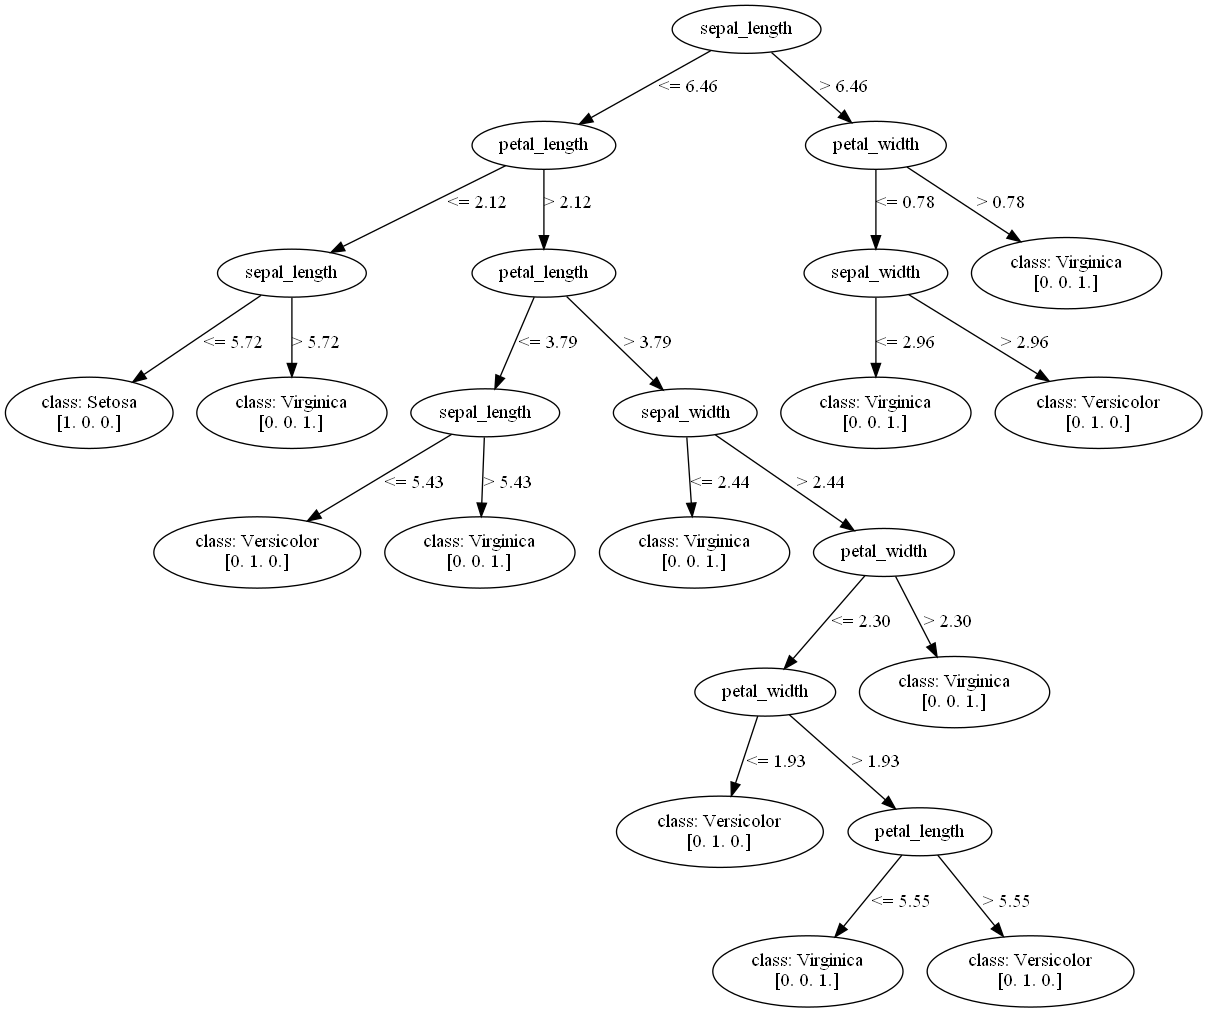 sepal_length
<= 6.46
> 6.46
petal_length
petal_width
<= 2.12
> 2.12
<= 0.78
> 0.78
sepal_length
petal_length
sepal_width
class: Virginica
[0. 0. 1.]
<= 5.72
> 5.72
<= 3.79
> 3.79
<= 2.96
> 2.96
class: Setosa
[1. 0. 0.]
class: Virginica
[0. 0. 1.]
sepal_length
sepal_width
class: Virginica
[0. 0. 1.]
class: Versicolor
[0. 1. 0.]
<= 5.43
> 5.43
<= 2.44
> 2.44
class: Versicolor
[0. 1. 0.]
class: Virginica
[0. 0. 1.]
class: Virginica
[0. 0. 1.]
petal_width
<= 2.30
> 2.30
petal_width
class: Virginica
[0. 0. 1.]
<= 1.93
> 1.93
class: Versicolor
[0. 1. 0.]
petal_length
<= 5.55
> 5.55
class: Virginica
[0. 0. 1.]
class: Versicolor
[0. 1. 0.]